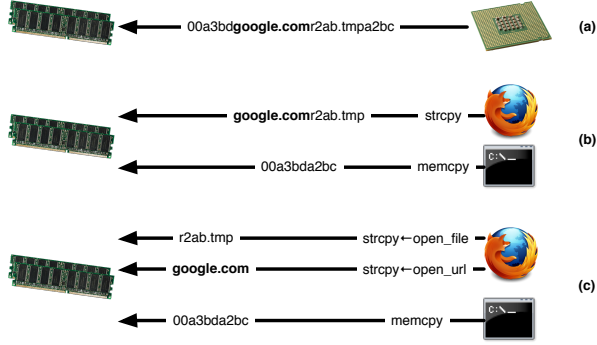 00a3bdgoogle.comr2ab.tmpa2bc (a)
google.comr2ab.tmp strcpy
(b)
00a3bda2bc memcpy C:\_
r2ab.tmp strcpy←open_file
google.com strcpy←open_url
(c)
00a3bda2bc memcpy C:\_